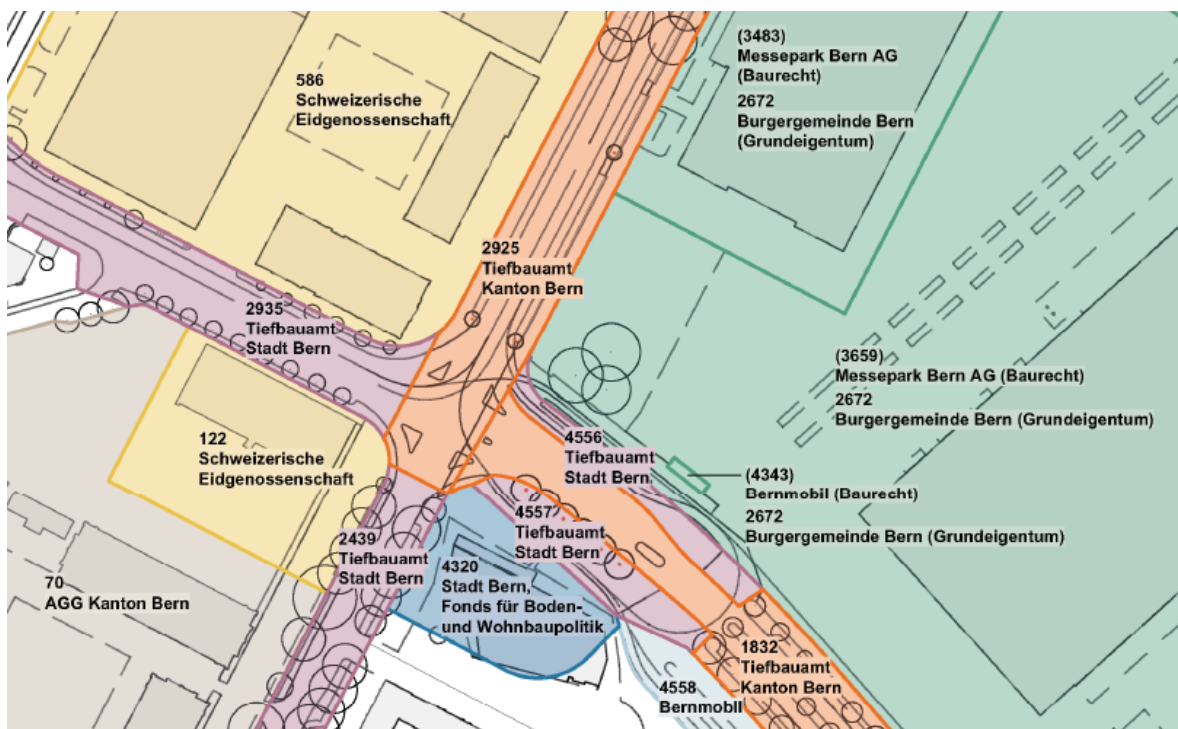 (3483)
Messepark Bern AG
(Baurecht)
2672
Burgergemeinde Bern
(Grundeigentum)
586
Schweizerische
Eidgenossenschaft
2925
Tiefbauamt
Kanton Bern
2935
Tiefbauamt
Stadt Bern
(3659)
Messepark Bern AG (Baurecht)
2672
Burgergemeinde Bern (Grundeigentum)
122
Schweizerische
Eidgenossenschaft
4556
Tiefbauamt
Stadt Bern
(4343)
Bernmobil (Baurecht)
2672
Burgergemeinde Bern (Grundeigentum)
4557
Tiefbauamt
Stadt Bern
2439
Tiefbauamt
Stadt Bern
4320
Stadt Bern,
Fonds für Boden-
und Wohnbaupolitik
70
AGG Kanton Bern
1832
Tiefbauamt
Kanton Bern
4558
Bernmobil